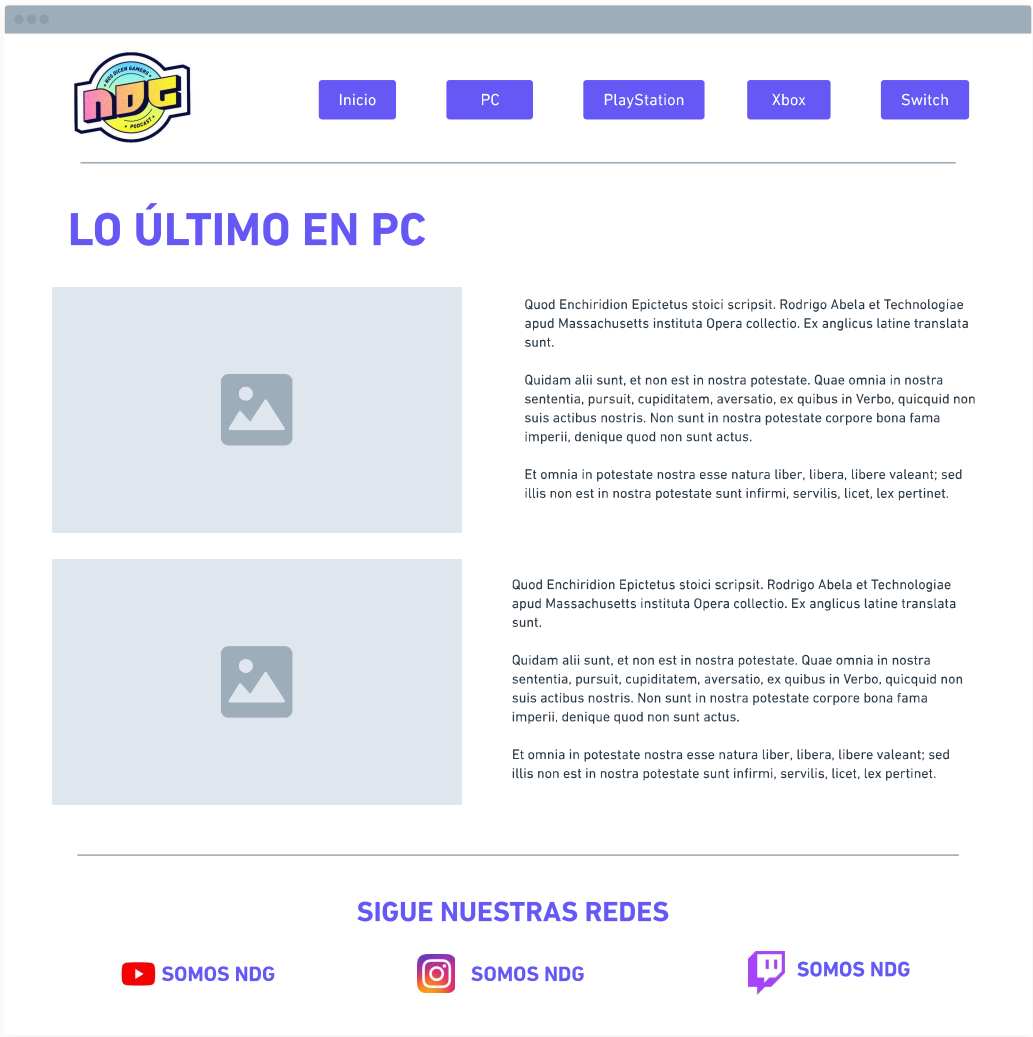 NOS DICEN GAMERS
NDG
PODCAST
Inicio
PC
PlayStation
Xbox
Switch
LO ÚLTIMO EN PC
Quod Enchiridion Epictetus stoici scripsit. Rodrigo Abela et Technologiae
apud Massachusetts instituta Opera collectio. Ex anglicus latine translata
sunt.
Quidam alii sunt, et non est in nostra potestate. Quae omnia in nostra
sententia, pursuit, cupiditatem, aversatio, ex quibus in Verbo, quicquid non
suis actibus nostris. Non sunt in nostra potestate corpore bona fama
imperii, denique quod non sunt actus.
Et omnia in potestate nostra esse natura liber, libera, libere valeant; sed
illis non est in nostra potestate sunt infirmi, servilis, licet, lex pertinet.
Quod Enchiridion Epictetus stoici scripsit. Rodrigo Abela et Technologiae
apud Massachusetts instituta Opera collectio. Ex anglicus latine translata
sunt.
Quidam alii sunt, et non est in nostra potestate. Quae omnia in nostra
sententia, pursuit, cupiditatem, aversatio, ex quibus in Verbo, quicquid non
suis actibus nostris. Non sunt in nostra potestate corpore bona fama
imperii, denique quod non sunt actus.
Et omnia in potestate nostra esse natura liber, libera, libere valeant; sed
illis non est in nostra potestate sunt infirmi, servilis, licet, lex pertinet.
SIGUE NUESTRAS REDES
SOMOS NDG
SOMOS NDG
SOMOS NDG